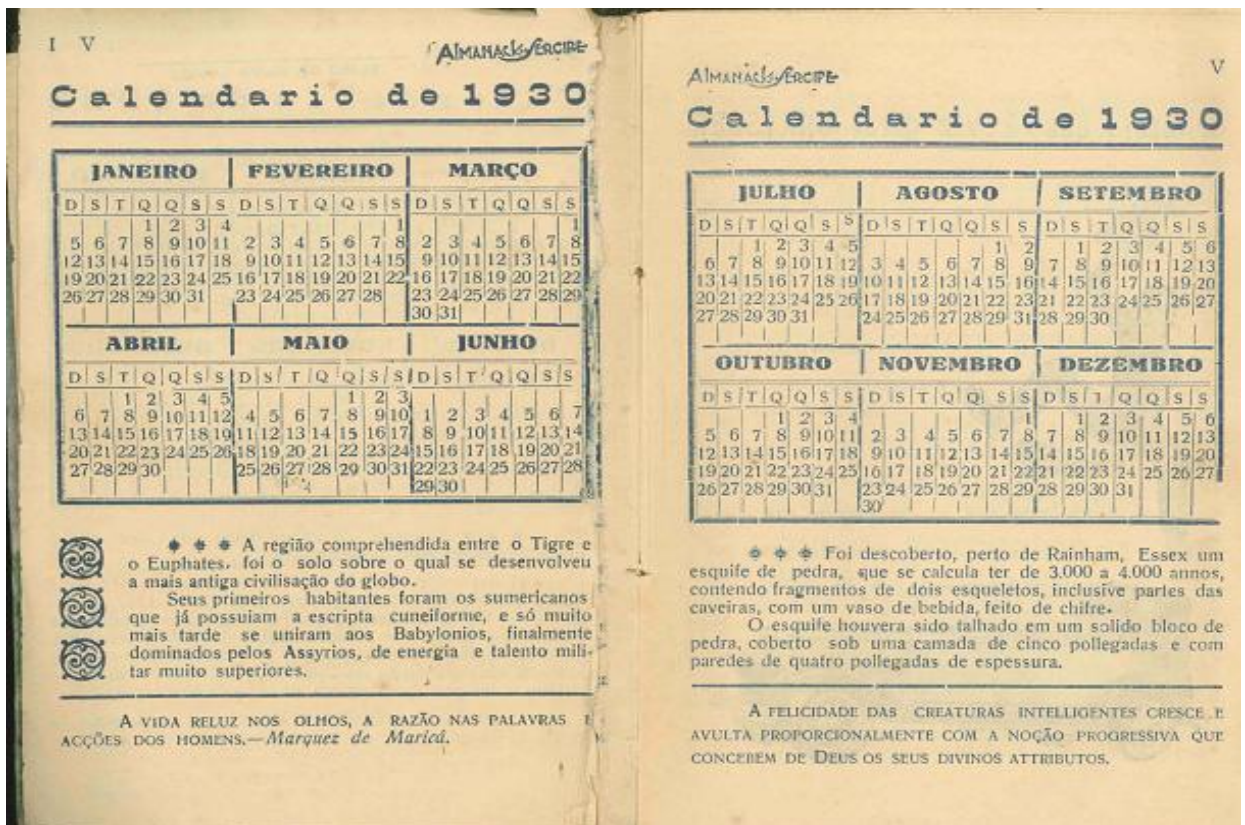 I V
ALMANACK SERGIPE
Calendario de 1930
JANEIRO FEVEREIRO MARÇO
D S T Q Q S S D S T Q Q S S D S T Q Q S S
1 2 3 4 1 1
5 6 7 8 9 10 11 2 3 4 5 6 7 8 2 3 4 5 6 7 8
12 13 14 15 16 17 18 9 10 11 12 13 14 15 9 10 11 12 13 14 15
19 20 21 22 23 24 25 16 17 18 19 20 21 22 16 17 18 19 20 21 22
26 27 28 29 30 31 23 24 25 26 27 28 23 24 25 26 27 28 29
30 31
ABRIL MAIO JUNHO
D S T Q Q S S D S T Q Q S S D S T Q Q S S
1 2 3 4 5 1 2 3
6 7 8 9 10 11 12 4 5 6 7 8 9 10 1 2 3 4 5 6 7
13 14 15 16 17 18 19 11 12 13 14 15 16 17 8 9 10 11 12 13 14
20 21 22 23 24 25 26 18 19 20 21 22 23 24 15 16 17 18 19 20 21
27 28 29 30 25 26 27 28 29 30 31 22 23 24 25 26 27 28
29 30
* * * A região comprehendida entre o Tigre e
o Euphates, foi o solo sobre o qual se desenvolveu
a mais antiga civilisação do globo.
Seus primeiros habitantes foram os sumericanos
que já possuiam a escripta cuneiforme, e só muito
mais tarde se uniram aos Babylonios, finalmente
dominados pelos Assyrios, de energia e talento mili-
tar muito superiores.
A VIDA RELUZ NOS OLHOS, A RAZÃO NAS PALAVRAS E
ACÇÕES DOS HOMENS.—Marquez de Maricá.
V
ALMANACK SERGIPE
Calendario de 1930
JULHO AGOSTO SETEMBRO
D S T Q Q S S D S T Q Q S S D S T Q Q S S
1 2 3 4 5 1 2 1 2 3 4 5 6
6 7 8 9 10 11 12 3 4 5 6 7 8 9 7 8 9 10 11 12 13
13 14 15 16 17 18 19 10 11 12 13 14 15 16 14 15 16 17 18 19 20
20 21 22 23 24 25 26 17 18 19 20 21 22 23 21 22 23 24 25 26 27
27 28 29 30 31 24 25 26 27 28 29 31 28 29 30
OUTUBRO NOVEMBRO DEZEMBRO
D S T Q Q S S D S T Q Q S S D S T Q Q S S
1 2 3 4 1 1 2 3 4 5 6
5 6 7 8 9 10 11 2 3 4 5 6 7 8 7 8 9 10 11 12 13
12 13 14 15 16 17 18 9 10 11 12 13 14 15 14 15 16 17 18 19 20
19 20 21 22 23 24 25 16 17 18 19 20 21 22 21 22 23 24 25 26 27
26 27 28 29 30 31 23 24 25 26 27 28 29 28 29 30 31
30
* * * Foi descoberto, perto de Rainham, Essex um
esquife de pedra, que se calcula ter de 3.000 a 4.000 annos,
contendo fragmentos de dois esqueletos, inclusive partes das
caveiras, com um vaso de bebida, feito de chifre.
O esquife houvera sido talhado em um solido bloco de
pedra, coberto sob uma camada de cinco pollegadas e com
paredes de quatro pollegadas de espessura.
A FELICIDADE DAS CREATURAS INTELLIGENTES CRESCE E
AVULTA PROPORCIONALMENTE COM A NOÇÃO PROGRESSIVA QUE
CONCEBEM DE DEUS OS SEUS DIVINOS ATTRIBUTOS.